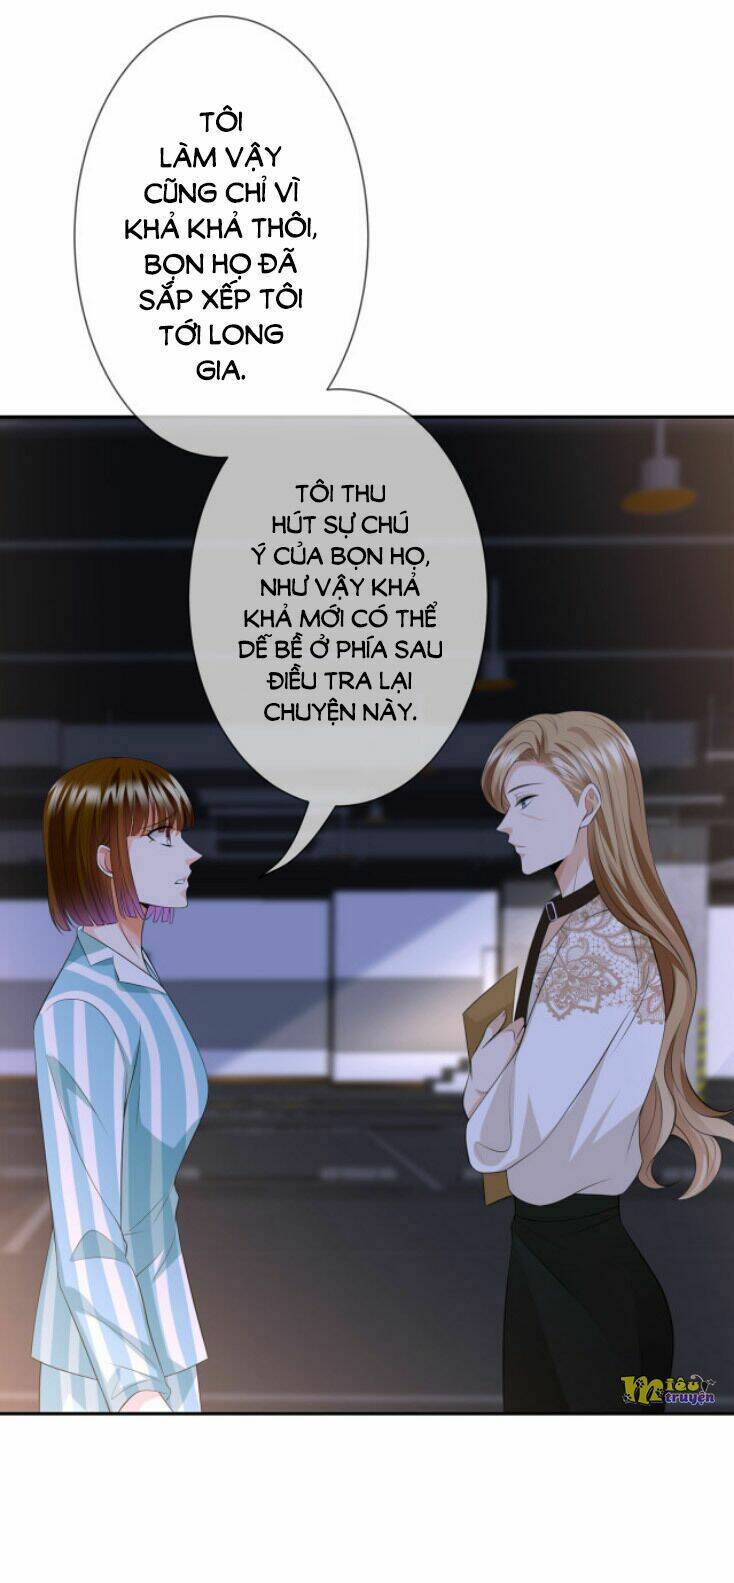 TÔI
LÀM VẬY
CŨNG CHỈ VÌ
KHẢ KHẢ THÔI,
BỌN HỌ ĐÃ
SẮP XẾP TÔI
TỚI LONG
GIA.
TÔI THU
HÚT SỰ CHÚ
Ý CỦA BỌN HỌ,
NHƯ VẬY KHẢ
KHẢ MỚI CÓ THỂ
DỄ BỀ Ở PHÍA SAU
ĐIỀU TRA LẠI
CHUYỆN NÀY.
Miêu
truyện